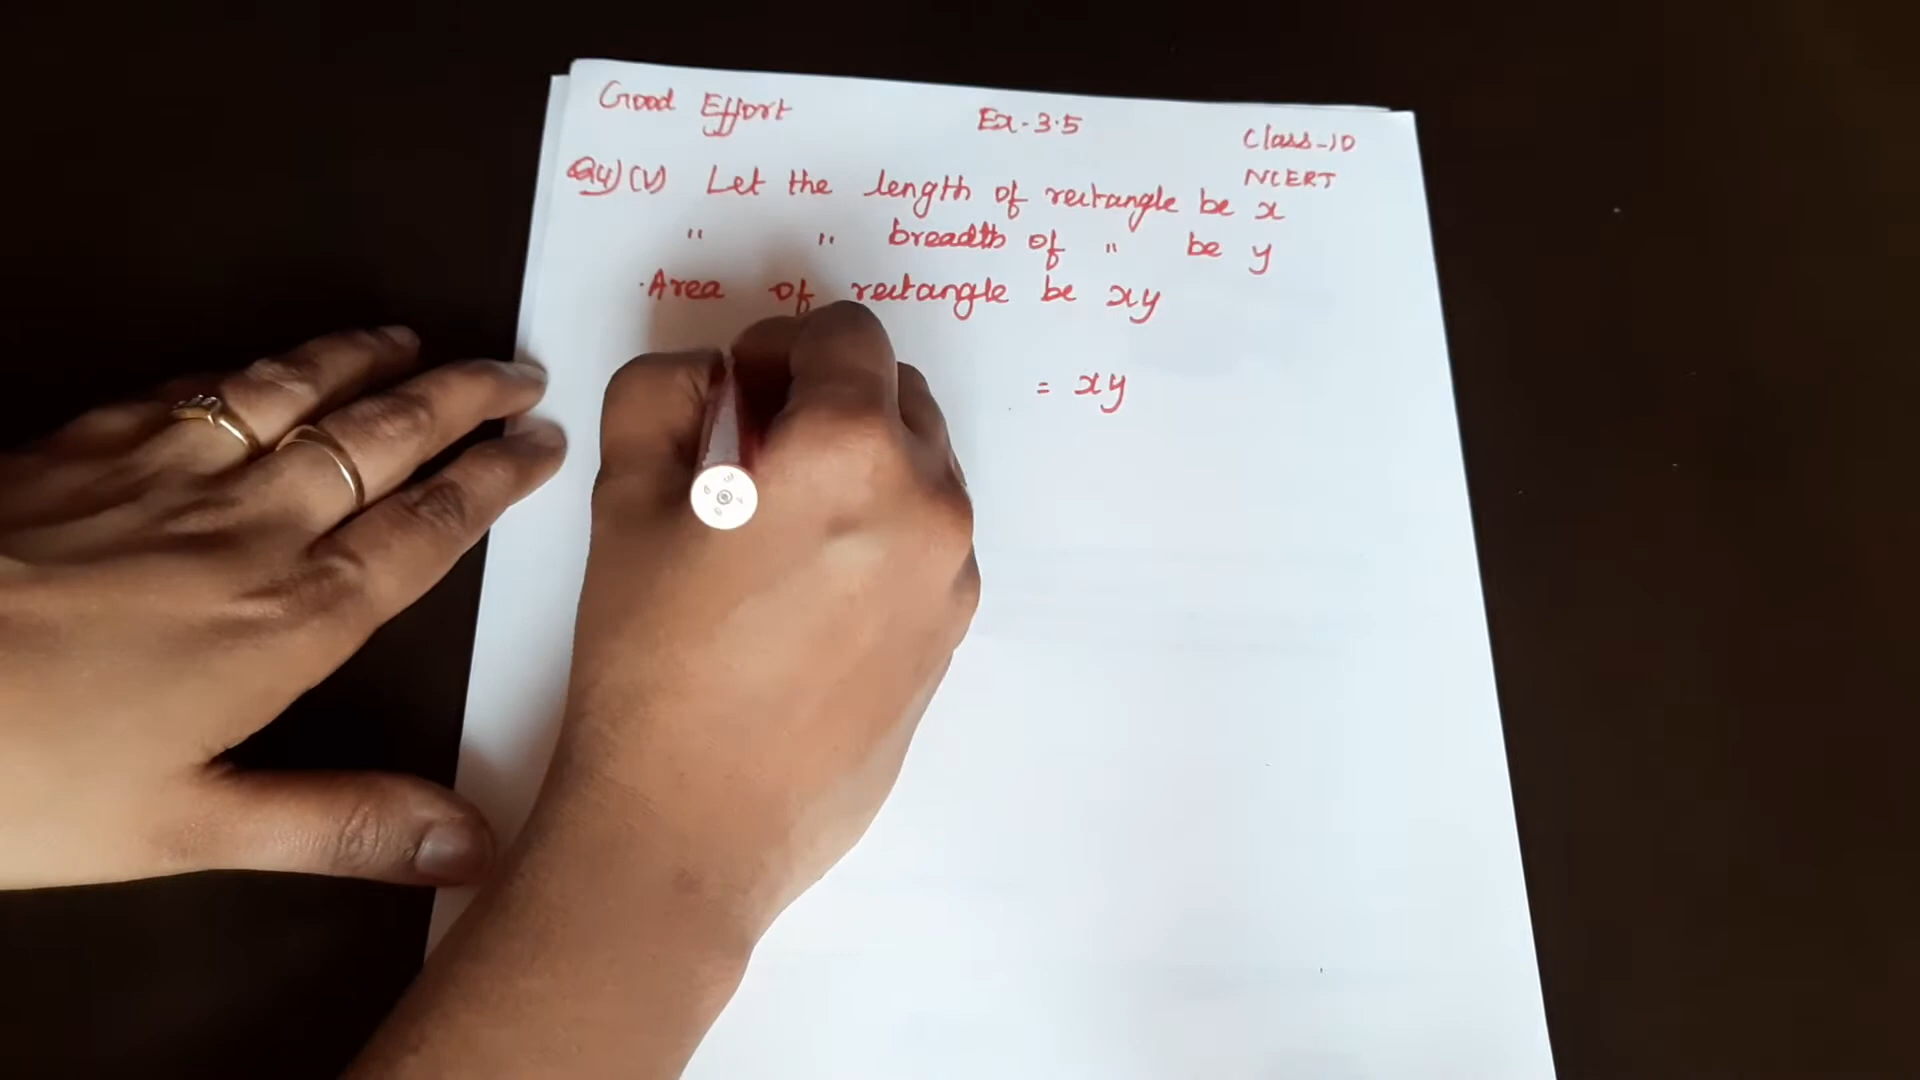 Good Effort Ex-3.5 Class-10
NCERT
Q4)(V) Let the length of rectangle be x
" " breadth of " be y
Area of rectangle be xy
= xy